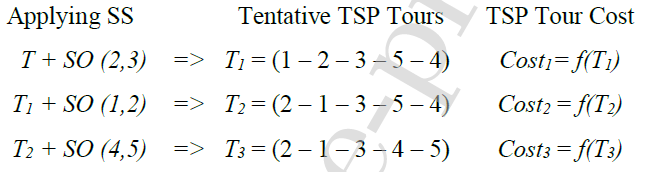 Applying SS Tentative TSP Tours TSP Tour Cost
T + SO (2,3) => T1 = (1 – 2 – 3 – 5 – 4) Cost1= f(T1)
T1 + SO (1,2) => T2 = (2 – 1 – 3 – 5 – 4) Cost2 = f(T2)
T2 + SO (4,5) => T3 = (2 – 1 – 3 – 4 – 5) Cost3 = f(T3)